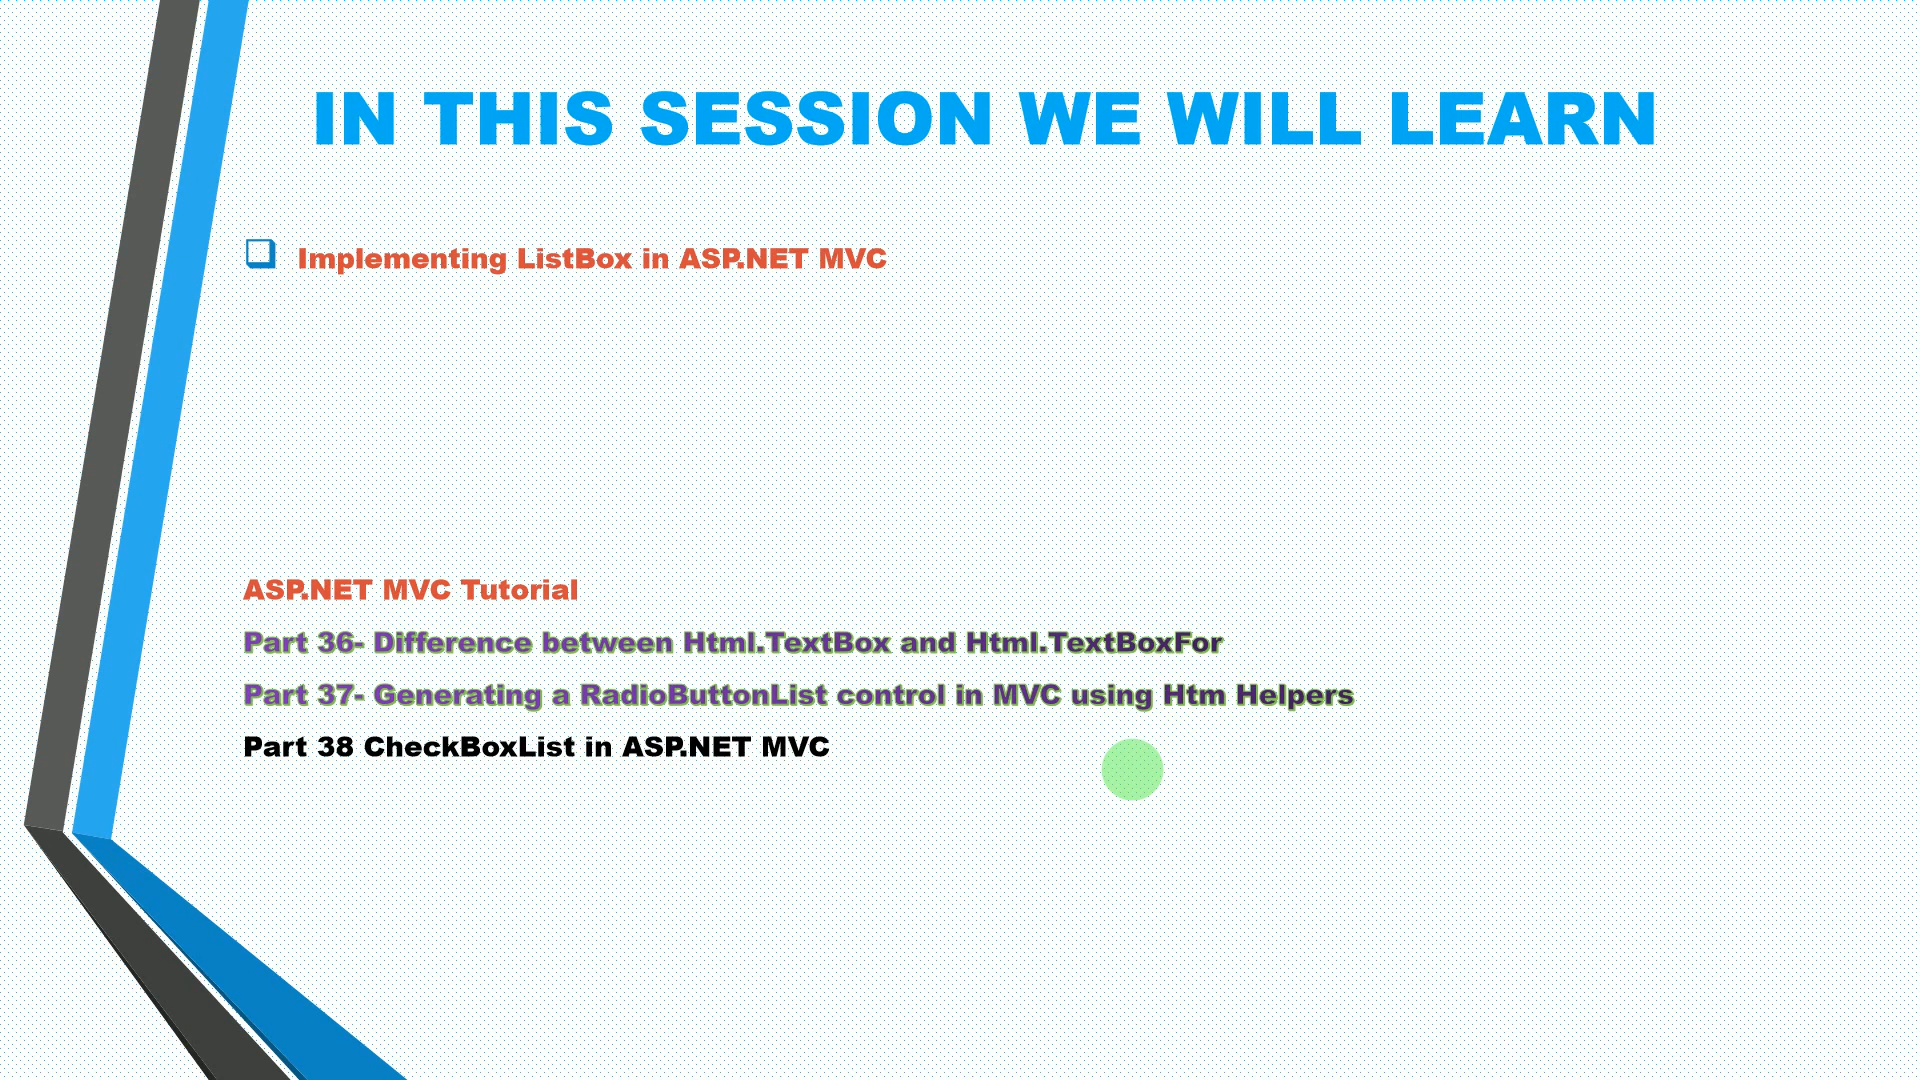 IN THIS SESSION WE WILL LEARN
Implementing ListBox in ASP.NET MVC
ASP.NET MVC Tutorial
Part 36- Difference between Html.TextBox and Html.TextBoxFor
Part 37- Generating a RadioButtonList control in MVC using Htm Helpers
Part 38 CheckBoxList in ASP.NET MVC